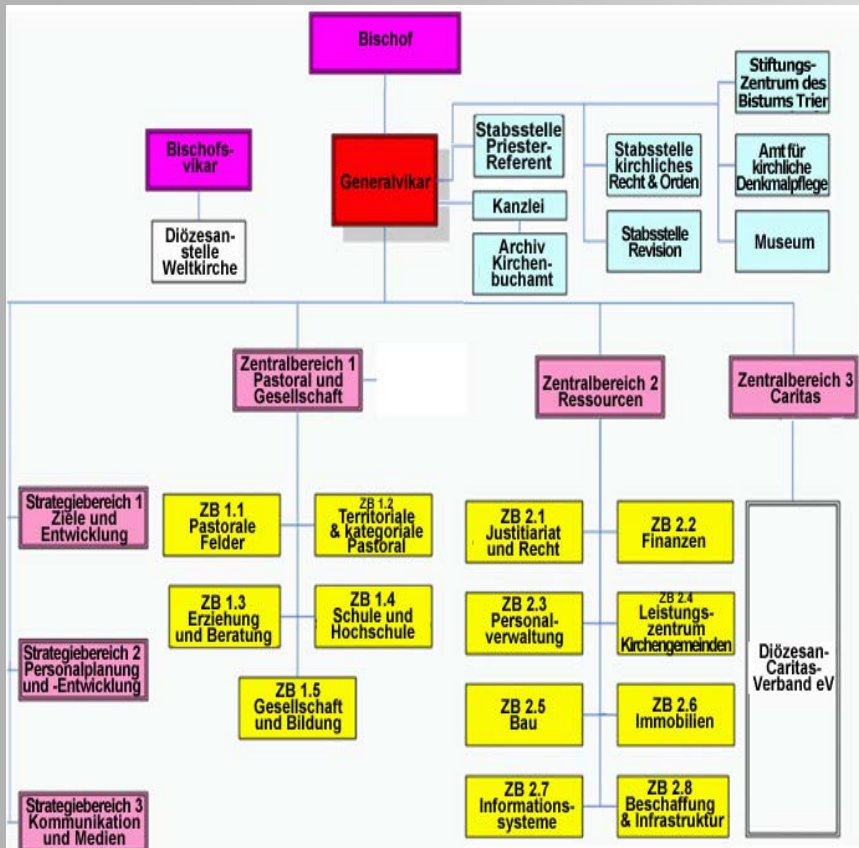 Bischof
Stiftungs-
Zentrum des
Bistums Trier
Bischofs-
vikar
Generalvikar
Stabsstelle
Priester-
Referent
Stabsstelle
kirchliches
Recht & Orden
Amt für
kirchliche
Denkmalpflege
Kanzlei
Diözesan-
stelle
Weltkirche
Archiv
Kirchen-
buchamt
Stabsstelle
Revision
Museum
Zentralbereich 1
Pastoral und
Gesellschaft
Zentralbereich 2
Ressourcen
Zentralbereich 3
Caritas
Strategiebereich 1
Ziele und
Entwicklung
Strategiebereich 2
Personalplanung
und -Entwicklung
Strategiebereich 3
Kommunikation
und Medien
ZB 1.1
Pastorale
Felder
ZB 1.2
Territoriale
& kategoriale
Pastoral
ZB 1.3
Erziehung
und Beratung
ZB 1.4
Schule und
Hochschule
ZB 1.5
Gesellschaft
und Bildung
ZB 2.1
Justitiariat
und Recht
ZB 2.2
Finanzen
ZB 2.3
Personal-
verwaltung
ZB 2.4
Leistungs-
zentrum
Kirchengemeinden
ZB 2.5
Bau
ZB 2.6
Immobilien
ZB 2.7
Informations-
systeme
ZB 2.8
Beschaffung
& Infrastruktur
Diözesan-
Caritas-
Verband eV